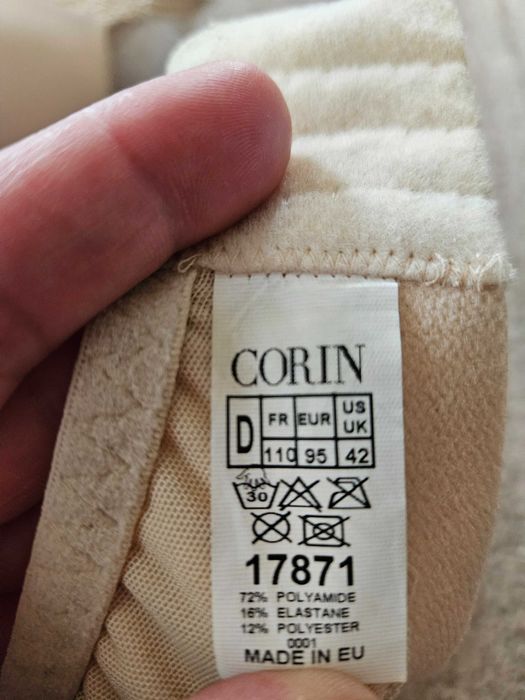 CORIN
D FR EUR US UK
110 95 42
30
17871
72% POLYAMIDE
16% ELASTANE
12% POLYESTER
0001
MADE IN EU